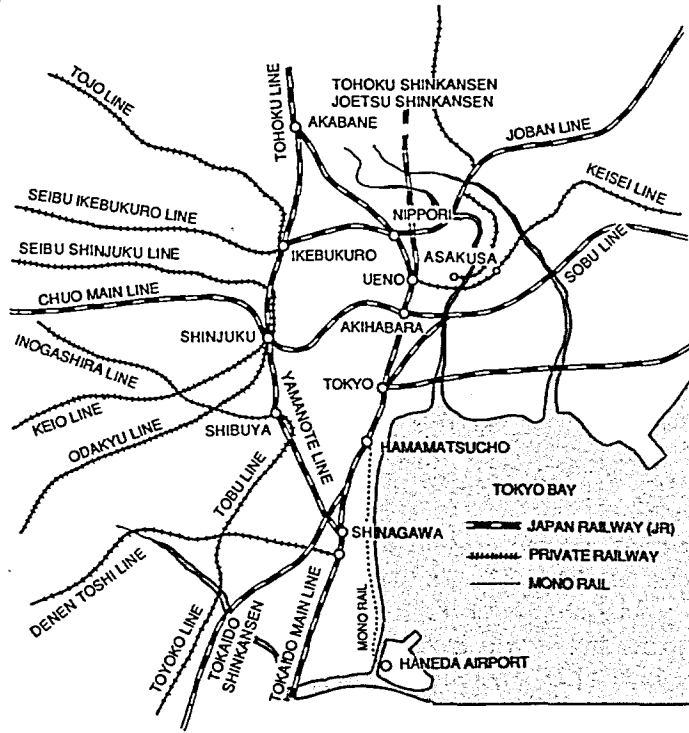 TOJO LINE
TOHOKU LINE
TOHOKU SHINKANSEN
JOETSU SHINKANSEN
AKABANE
JOBAN LINE
KEISEI LINE
SEIBU IKEBUKURO LINE
NIPPORI
SEIBU SHINJUKU LINE
IKEBUKURO
ASAKUSA
UENO
SOBU LINE
CHUO MAIN LINE
SHINJUKU
AKIHABARA
INOGASHIRA LINE
YAMANOTE LINE
TOKYO
KEIO LINE
ODAKYU LINE
SHIBUYA
HAMAMATSUCHO
TOBU LINE
TOKYO BAY
SHINAGAWA
JAPAN RAILWAY (JR)
PRIVATE RAILWAY
MONO RAIL
DENEN TOSHI LINE
TOYOKO LINE
TOKAIDO
SHINKANSEN
TOKAIDO MAIN LINE
MONO RAIL
HANEDA AIRPORT